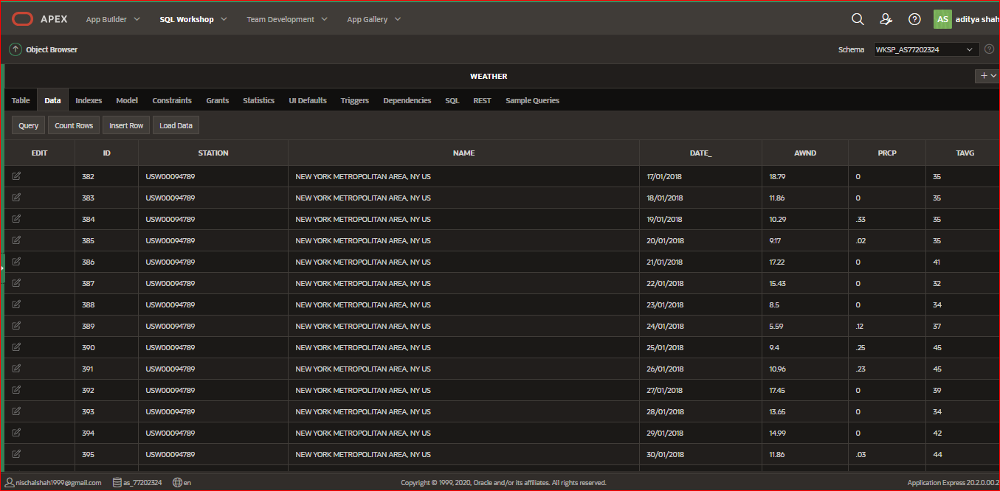 APEX App Builder SQL Workshop Team Development App Gallery AS aditya shah
Object Browser Schema WKSP_AS77202324
WEATHER
Table Data Indexes Model Constraints Grants Statistics UI Defaults Triggers Dependencies SQL REST Sample Queries
Query Count Rows Insert Row Load Data
EDIT ID STATION NAME DATE_ AWND PRCP TAVG
382 USW00094789 NEW YORK METROPOLITAN AREA, NY US 17/01/2018 18.79 0 35
383 USW00094789 NEW YORK METROPOLITAN AREA, NY US 18/01/2018 11.86 0 35
384 USW00094789 NEW YORK METROPOLITAN AREA, NY US 19/01/2018 10.29 .33 35
385 USW00094789 NEW YORK METROPOLITAN AREA, NY US 20/01/2018 9.17 .02 35
386 USW00094789 NEW YORK METROPOLITAN AREA, NY US 21/01/2018 17.22 0 41
387 USW00094789 NEW YORK METROPOLITAN AREA, NY US 22/01/2018 15.43 0 32
388 USW00094789 NEW YORK METROPOLITAN AREA, NY US 23/01/2018 8.5 0 34
389 USW00094789 NEW YORK METROPOLITAN AREA, NY US 24/01/2018 5.59 .12 37
390 USW00094789 NEW YORK METROPOLITAN AREA, NY US 25/01/2018 9.4 .25 45
391 USW00094789 NEW YORK METROPOLITAN AREA, NY US 26/01/2018 10.96 .23 45
392 USW00094789 NEW YORK METROPOLITAN AREA, NY US 27/01/2018 17.45 0 39
393 USW00094789 NEW YORK METROPOLITAN AREA, NY US 28/01/2018 13.65 0 34
394 USW00094789 NEW YORK METROPOLITAN AREA, NY US 29/01/2018 14.99 0 42
395 USW00094789 NEW YORK METROPOLITAN AREA, NY US 30/01/2018 11.86 .03 44
nischalshah1999@gmail.com as_77202324 en Copyright © 1999, 2020, Oracle and/or its affiliates. All rights reserved. Application Express 20.2.0.00.2